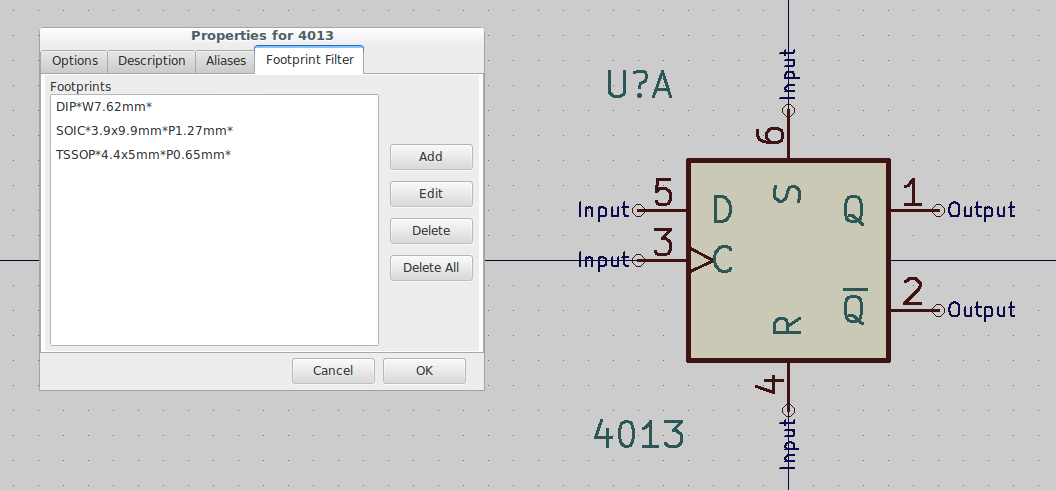 Properties for 4013
Options Description Aliases Footprint Filter
Footprints
DIP*W7.62mm*
SOIC*3.9x9.9mm*P1.27mm*
TSSOP*4.4x5mm*P0.65mm*
Add
Edit
Delete
Delete All
Cancel OK
U?A
Input
6
Input 5 D S Q 1 Output
Input 3 C
R Q̅ 2 Output
4
Input
4013